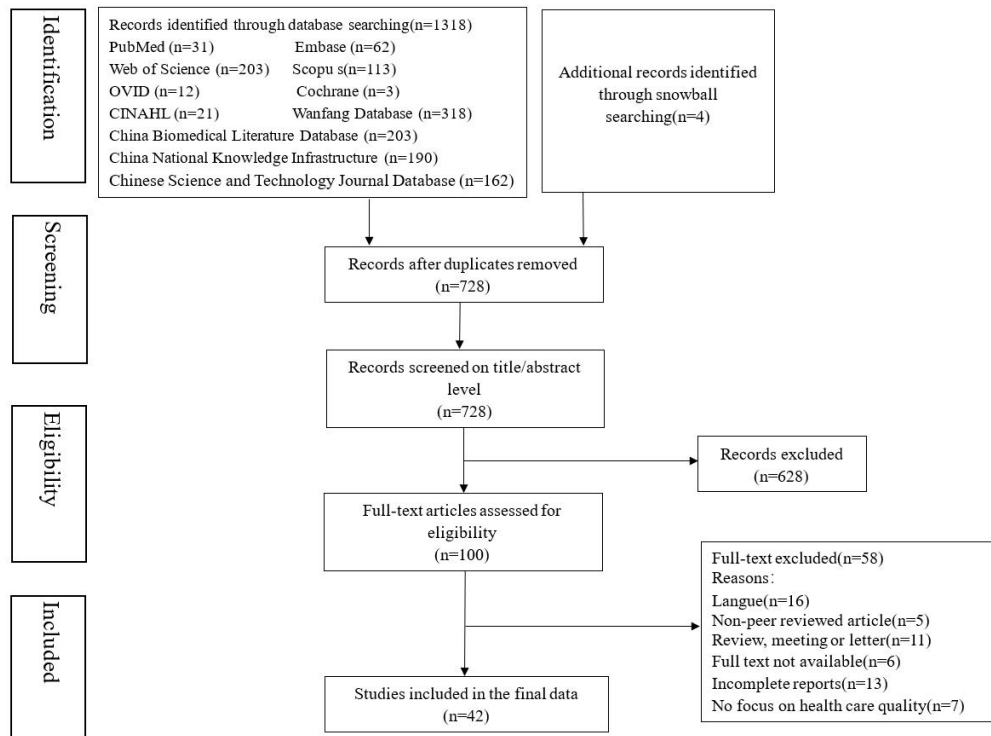 Identification
Records identified through database searching(n=1318)
PubMed (n=31) Embase (n=62)
Web of Science (n=203) Scopu s(n=113)
OVID (n=12) Cochrane (n=3)
CINAHL (n=21) Wanfang Database (n=318)
China Biomedical Literature Database (n=203)
China National Knowledge Infrastructure (n=190)
Chinese Science and Technology Journal Database (n=162)
Additional records identified
through snowball
searching(n=4)
Screening
Records after duplicates removed
(n=728)
Records screened on title/abstract
level
(n=728)
Eligibility
Records excluded
(n=628)
Full-text articles assessed for
eligibility
(n=100)
Full-text excluded(n=58)
Reasons:
Langue(n=16)
Non-peer reviewed article(n=5)
Review, meeting or letter(n=11)
Full text not available(n=6)
Incomplete reports(n=13)
No focus on health care quality(n=7)
Included
Studies included in the final data
(n=42)